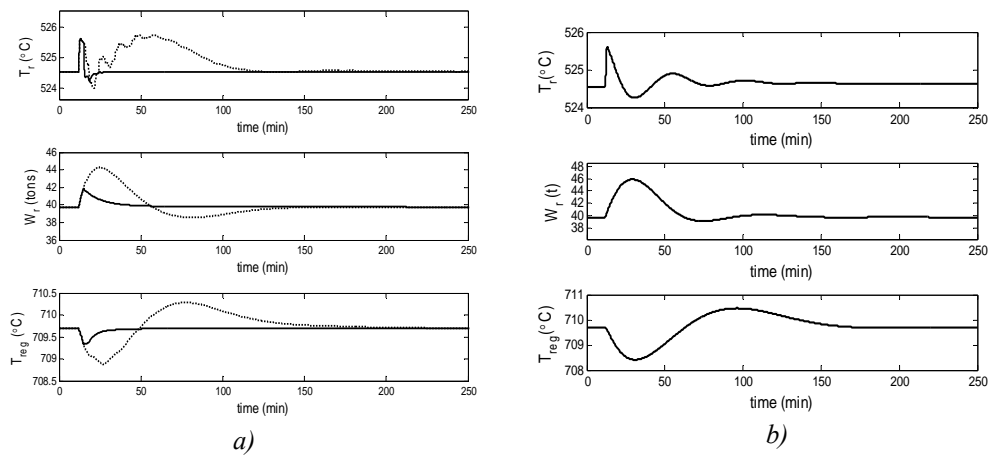 526
525
524
T_r (°C)
0 50 100 150 200 250
time (min)
46
44
42
40
38
36
W_r (tons)
0 50 100 150 200 250
time (min)
710.5
710
709.5
709
708.5
T_reg (°C)
0 50 100 150 200 250
time (min)
a)
526
525
524
T_r (°C)
0 50 100 150 200 250
time (min)
48
46
44
42
40
38
W_r (t)
0 50 100 150 200 250
time (min)
711
710
709
708
T_reg (°C)
0 50 100 150 200 250
time (min)
b)